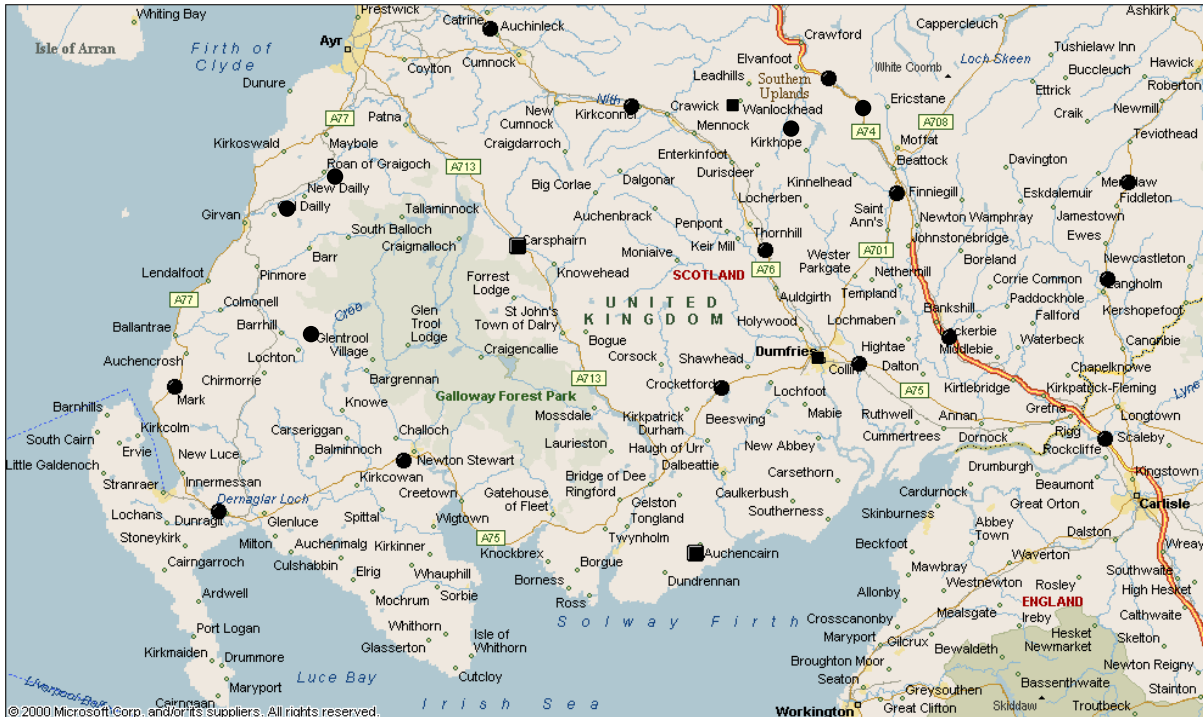 Whiting Bay
Prestwick
Catrine
Auchinleck
Crawford
Cappercleuch
Ashkirk
Isle of Arran
Firth of
Clyde
Ayr
Coylton
Cumnock
Elvanfoot
Leadhills
Southern
Uplands
White Coomb
Loch Skeen
Tushielaw Inn
Buccleuch
Hawick
Dunure
Nith
Crawick
Wanlockhead
Ericstane
Ettrick
Roberton
A77
Patna
New
Cumnock
Kirkconnel
Mennock
Kirkhope
A74
A708
Craik
Newmill
Kirkoswald
Maybole
Craigdarroch
Moffat
Teviothead
Roan of Graigoch
A713
Enterkinfoot
Durisdeer
Beattock
Davington
New Dailly
Big Corlae
Dalgonar
Kinnelhead
Finniegill
Eskdalemuir
Fiddleton
Girvan
Dailly
Tallaminnock
Auchenbrack
Penpont
Locherben
Saint
Ann's
Newton Wamphray
Jamestown
South Balloch
Craigmalloch
Carsphairn
Keir Mill
Thornhill
Johnstonebridge
Ewes
Barr
Moniaive
Wester
Parkgate
A701
Boreland
Newcastleton
Lendalfoot
Pinmore
Forrest
Lodge
Knowehead
SCOTLAND
A76
Nethermill
Corrie Common
Langholm
A77
Colmonell
Cree
Glen
Trool
Lodge
St John's
Town of Dalry
UNITED
KINGDOM
Auldgirth
Templand
Bankshill
Paddockhole
Falford
Kershopefoot
Ballantrae
Barrhill
Glentrool
Village
Bogue
Holywood
Lochmaben
Lockerbie
Middlebie
Waterbeck
Canonbie
Auchencrosh
Lochton
Craigencallie
Corsock
Shawhead
Dumfries
Hightae
Collin
Dalton
Chapelknowe
Chirmorrie
Bargrennan
A713
Crocketford
Lochfoot
A75
Kirtlebridge
Kirkpatrick-Fleming
Lyne
Mark
Galloway Forest Park
Barnhills
Knowe
Mossdale
Kirkpatrick
Durham
Beeswing
Mabie
Ruthwell
Annan
Gretna
Longtown
Kirkcolm
South Cairn
Carseriggan
Challoch
Laurieston
Haugh of Urr
New Abbey
Cummertrees
Dornock
Rigg
Scaleby
Ervie
New Luce
Balminnoch
Newton Stewart
Dalbeattie
Rockcliffe
Little Galdenoch
Innermessan
Kirkcowan
Bridge of Dee
Ringford
Carsethorn
Drumburgh
Kingstown
Stranraer
Dernaglar Loch
Creetown
Gatehouse
of Fleet
Gelston
Caulkerbush
Cardurnock
Beaumont
Great Orton
Carlisle
Lochans
Dunragit
Glenluce
Spittal
Wigtown
Tongland
Southerness
Skinburness
Abbey
Town
Dalston
Stoneykirk
Milton
Auchenmalg
Kirkinner
A75
Knockbrex
Twynholm
Auchencairn
Beckfoot
Waverton
Wreay
Cairngarroch
Culshabbin
Elrig
Whauphill
Borness
Borgue
Dundrennan
Mawbray
Westnewton
Southwaite
Ardwell
Mochrum
Sorbie
Ross
Allonby
Rosley
High Hesket
ENGLAND
Solway Firth
Crosscanonby
Mealsgate
Ireby
Calthwaite
Port Logan
Whithorn
Isle of
Whithorn
Maryport
Gilcrux
Bewaldeth
Hesket
Newmarket
Skelton
Kirkmaiden
Drummore
Glasserton
Broughton Moor
Newton Reigny
Luce Bay
Cutcloy
Seaton
Bassenthwaite
Maryport
Greysouthen
Stainton
Cairngaan
Irish Sea
Workington
Great Clifton
Skiddaw
Troutbeck
© 2000 Microsoft Corp. and/or its suppliers. All rights reserved.